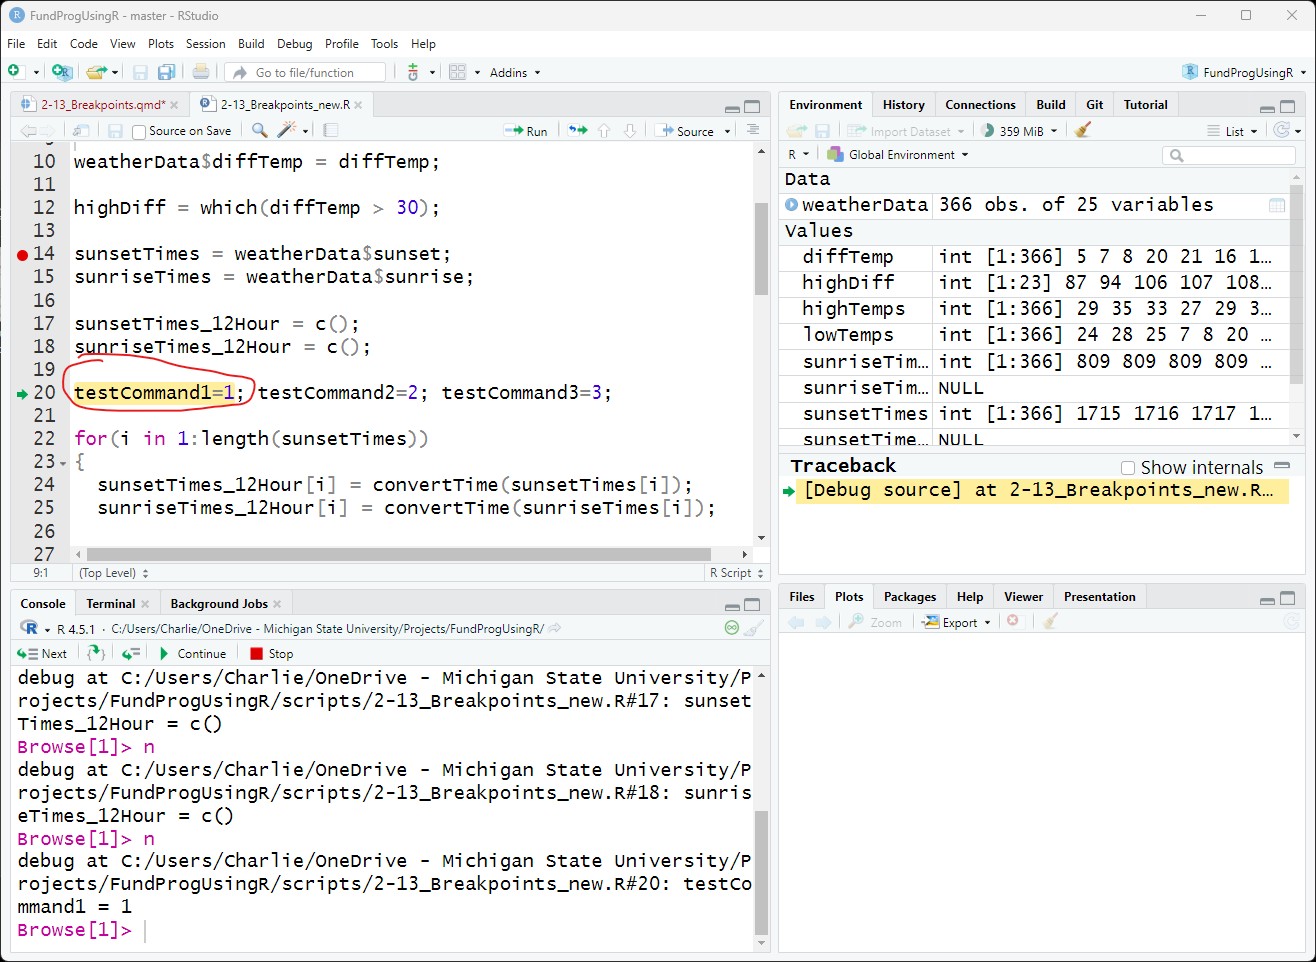 FundProgUsingR - master - RStudio
File Edit Code View Plots Session Build Debug Profile Tools Help
Go to file/function Addins FundProgUsingR
2-13_Breakpoints.qmd* 2-13_Breakpoints_new.R
Source on Save Run Source
10 weatherData$diffTemp = diffTemp;
11
12 highDiff = which(diffTemp > 30);
13
14 sunsetTimes = weatherData$sunset;
15 sunriseTimes = weatherData$sunrise;
16
17 sunsetTimes_12Hour = c();
18 sunriseTimes_12Hour = c();
19
20 testCommand1=1; testCommand2=2; testCommand3=3;
21
22 for(i in 1:length(sunsetTimes))
23 {
24 sunsetTimes_12Hour[i] = convertTime(sunsetTimes[i]);
25 sunriseTimes_12Hour[i] = convertTime(sunriseTimes[i]);
26
27
9:1 (Top Level) R Script
Console Terminal Background Jobs
R 4.5.1 · C:/Users/Charlie/OneDrive - Michigan State University/Projects/FundProgUsingR/
Next Continue Stop
debug at C:/Users/Charlie/OneDrive - Michigan State University/P
rojects/FundProgUsingR/scripts/2-13_Breakpoints_new.R#17: sunset
Times_12Hour = c()
Browse[1]> n
debug at C:/Users/Charlie/OneDrive - Michigan State University/P
rojects/FundProgUsingR/scripts/2-13_Breakpoints_new.R#18: sunris
eTimes_12Hour = c()
Browse[1]> n
debug at C:/Users/Charlie/OneDrive - Michigan State University/P
rojects/FundProgUsingR/scripts/2-13_Breakpoints_new.R#20: testCo
mmand1 = 1
Browse[1]>
Environment History Connections Build Git Tutorial
Import Dataset 359 MiB List
R Global Environment
Data
weatherData 366 obs. of 25 variables
Values
diffTemp int [1:366] 5 7 8 20 21 16 1...
highDiff int [1:23] 87 94 106 107 108...
highTemps int [1:366] 29 35 33 27 29 3...
lowTemps int [1:366] 24 28 25 7 8 20 ...
sunriseTim... int [1:366] 809 809 809 809 ...
sunriseTim... NULL
sunsetTimes int [1:366] 1715 1716 1717 1...
sunsetTime... NULL
Traceback Show internals
[Debug source] at 2-13_Breakpoints_new.R...
Files Plots Packages Help Viewer Presentation
Zoom Export